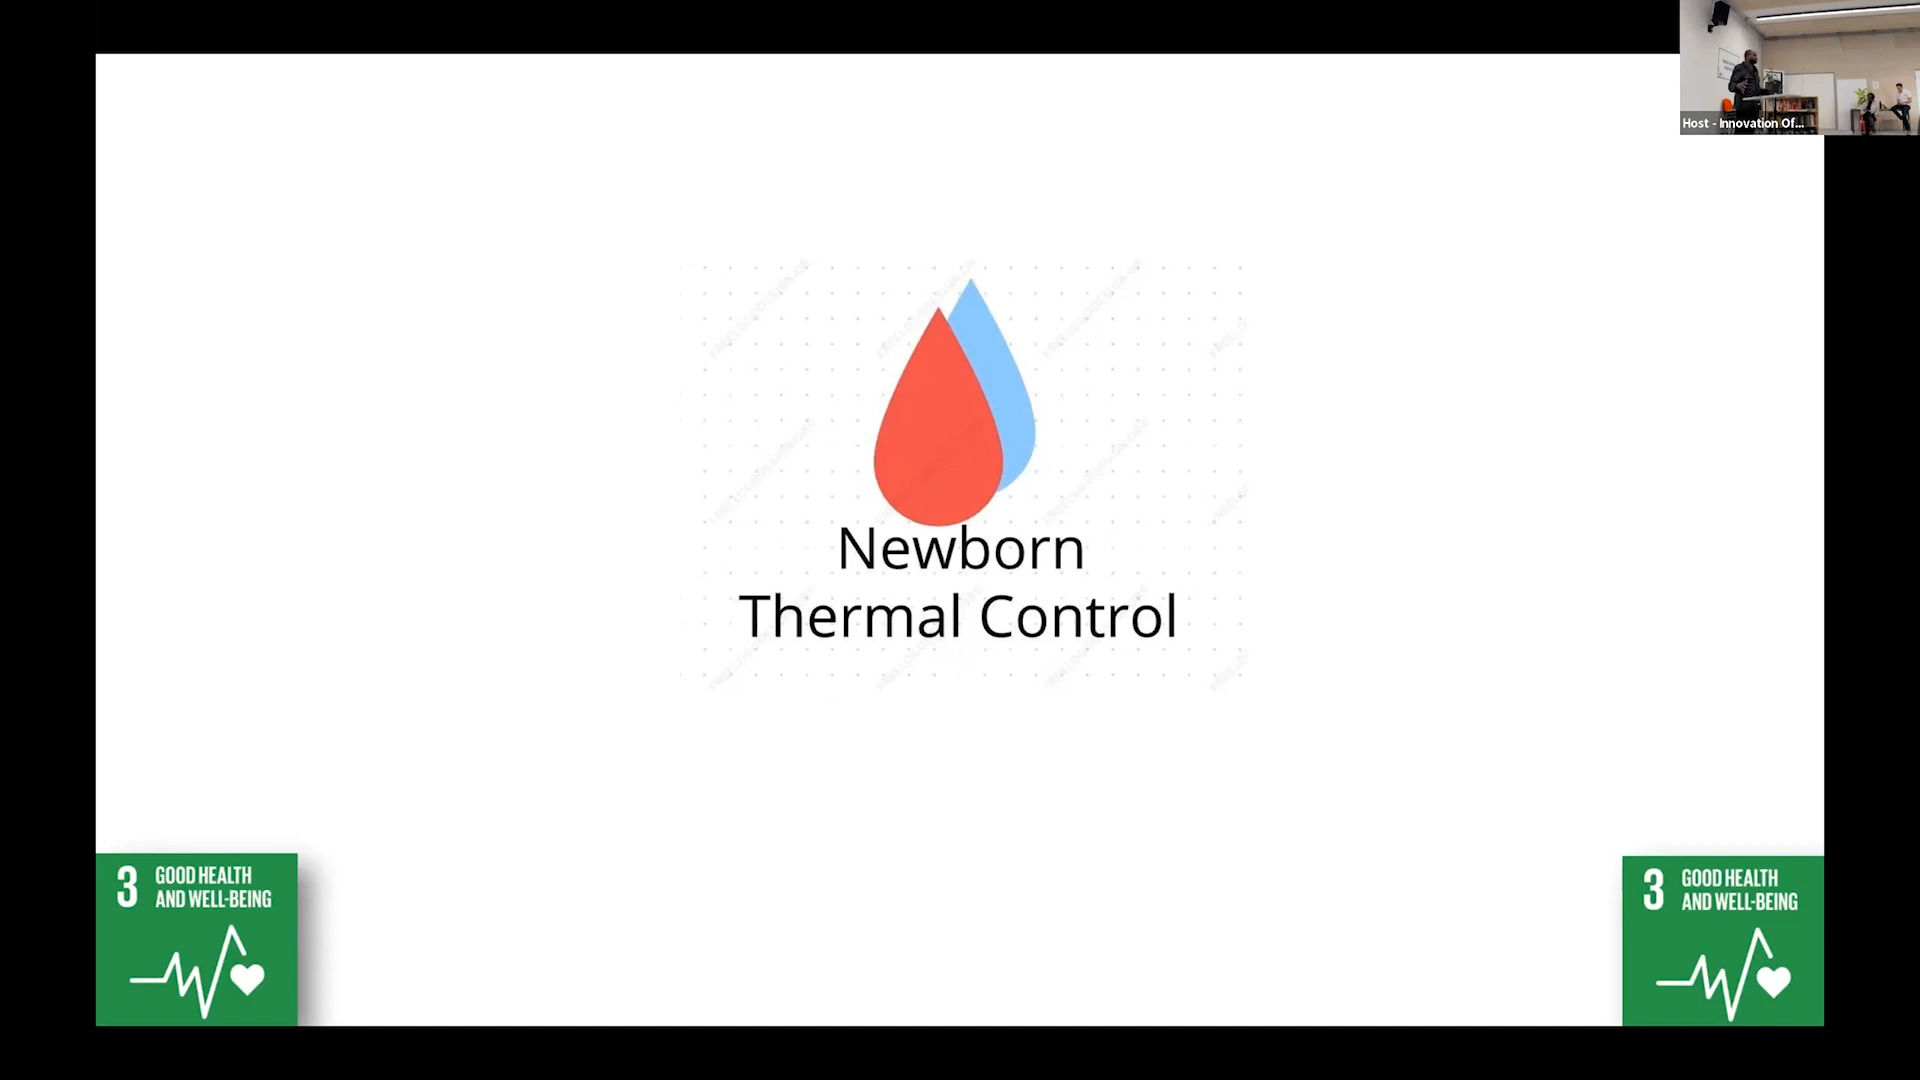 Host - Innovation Of...
Newborn
Thermal Control
3 GOOD HEALTH
AND WELL-BEING
3 GOOD HEALTH
AND WELL-BEING